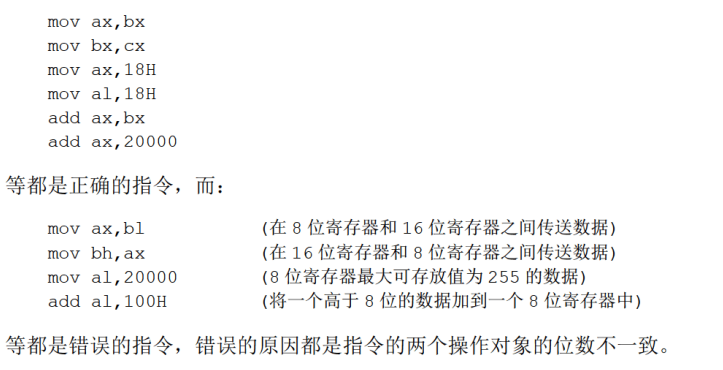 mov ax,bx
mov bx,cx
mov ax,18H
mov al,18H
add ax,bx
add ax,20000
等都是正确的指令，而：
mov ax,bl (在 8 位寄存器和 16 位寄存器之间传送数据)
mov bh,ax (在 16 位寄存器和 8 位寄存器之间传送数据)
mov al,20000 (8 位寄存器最大可存放值为 255 的数据)
add al,100H (将一个高于 8 位的数据加到一个 8 位寄存器中)
等都是错误的指令，错误的原因都是指令的两个操作对象的位数不一致。